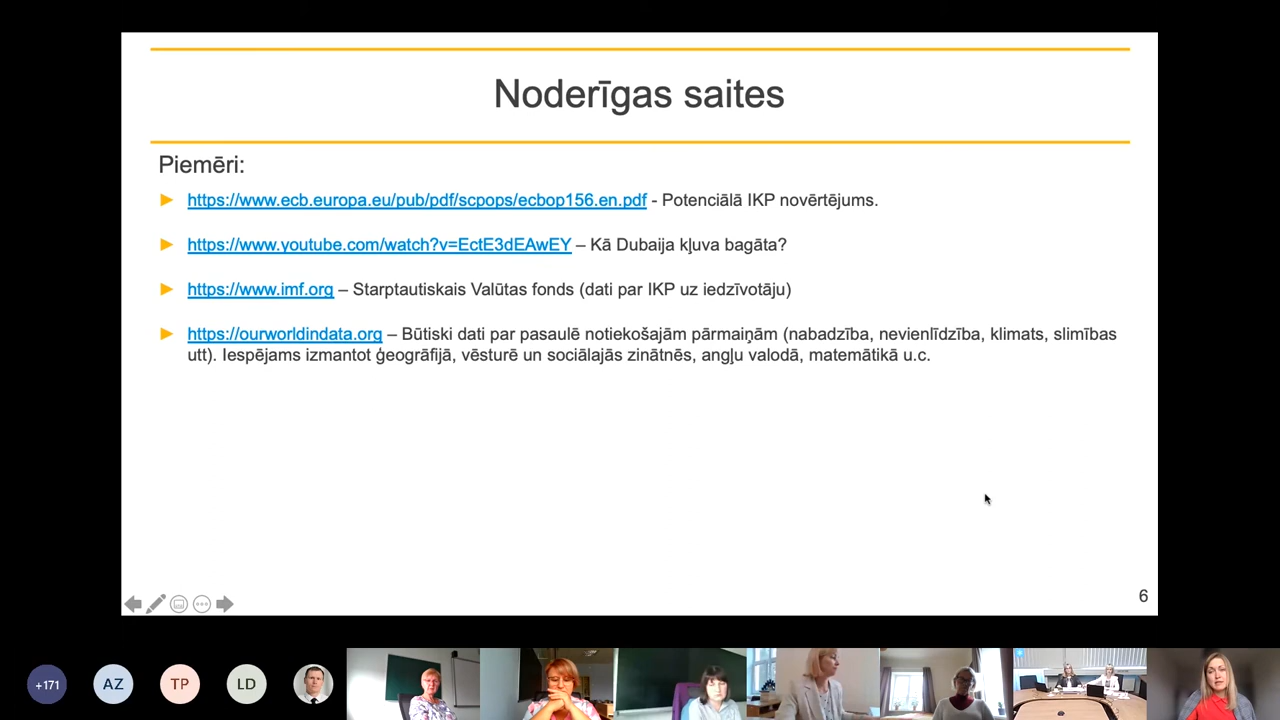 Noderīgas saites
Piemēri:
https://www.ecb.europa.eu/pub/pdf/scpops/ecbop156.en.pdf - Potenciālā IKP novērtējums.
https://www.youtube.com/watch?v=EctE3dEAwEY – Kā Dubaija kļuva bagāta?
https://www.imf.org – Starptautiskais Valūtas fonds (dati par IKP uz iedzīvotāju)
https://ourworldindata.org – Būtiski dati par pasaulē notiekošajām pārmaiņām (nabadzība, nevienlīdzība, klimats, slimības
utt). Iespējams izmantot ģeogrāfijā, vēsturē un sociālajās zinātnēs, angļu valodā, matemātikā u.c.
6
+171
AZ
TP
LD